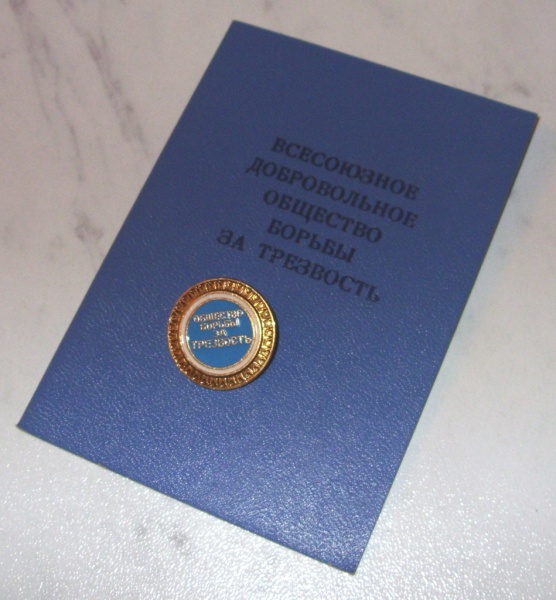 ВСЕСОЮЗНОЕ
ДОБРОВОЛЬНОЕ
ОБЩЕСТВО
БОРЬБЫ
ЗА ТРЕЗВОСТЬ
ОБЩЕСТВО
БОРЬБЫ
ЗА
ТРЕЗВОСТЬ